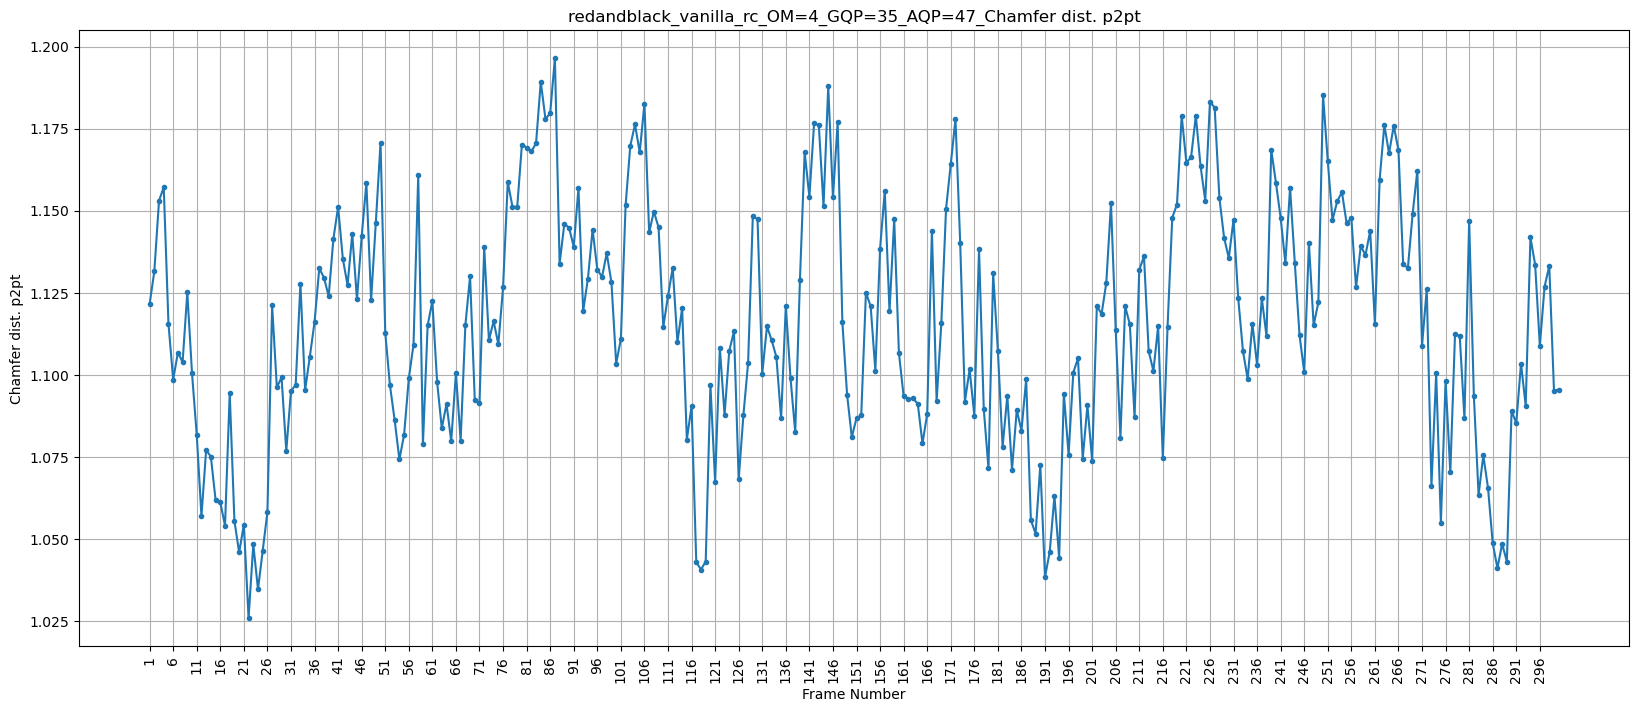 redandblack_vanilla_rc_OM=4_GQP=35_AQP=47_Chamfer dist. p2pt
Chamfer dist. p2pt
1.200
1.175
1.150
1.125
1.100
1.075
1.050
1.025
1 6 11 16 21 26 31 36 41 46 51 56 61 66 71 76 81 86 91 96 101 106 111 116 121 126 131 136 141 146 151 156 161 166 171 176 181 186 191 196 201 206 211 216 221 226 231 236 241 246 251 256 261 266 271 276 281 286 291 296
Frame Number